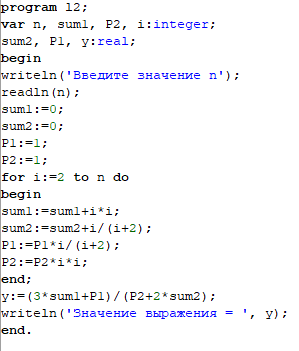 program l2;
var n, sum1, P2, i:integer;
sum2, P1, y:real;
begin
writeln('Введите значение n');
readln(n);
sum1:=0;
sum2:=0;
P1:=1;
P2:=1;
for i:=2 to n do
begin
sum1:=sum1+i*i;
sum2:=sum2+i/(i+2);
P1:=P1*i/(i+2);
P2:=P2*i*i;
end;
y:=(3*sum1+P1)/(P2+2*sum2);
writeln('Значение выражения = ', y);
end.